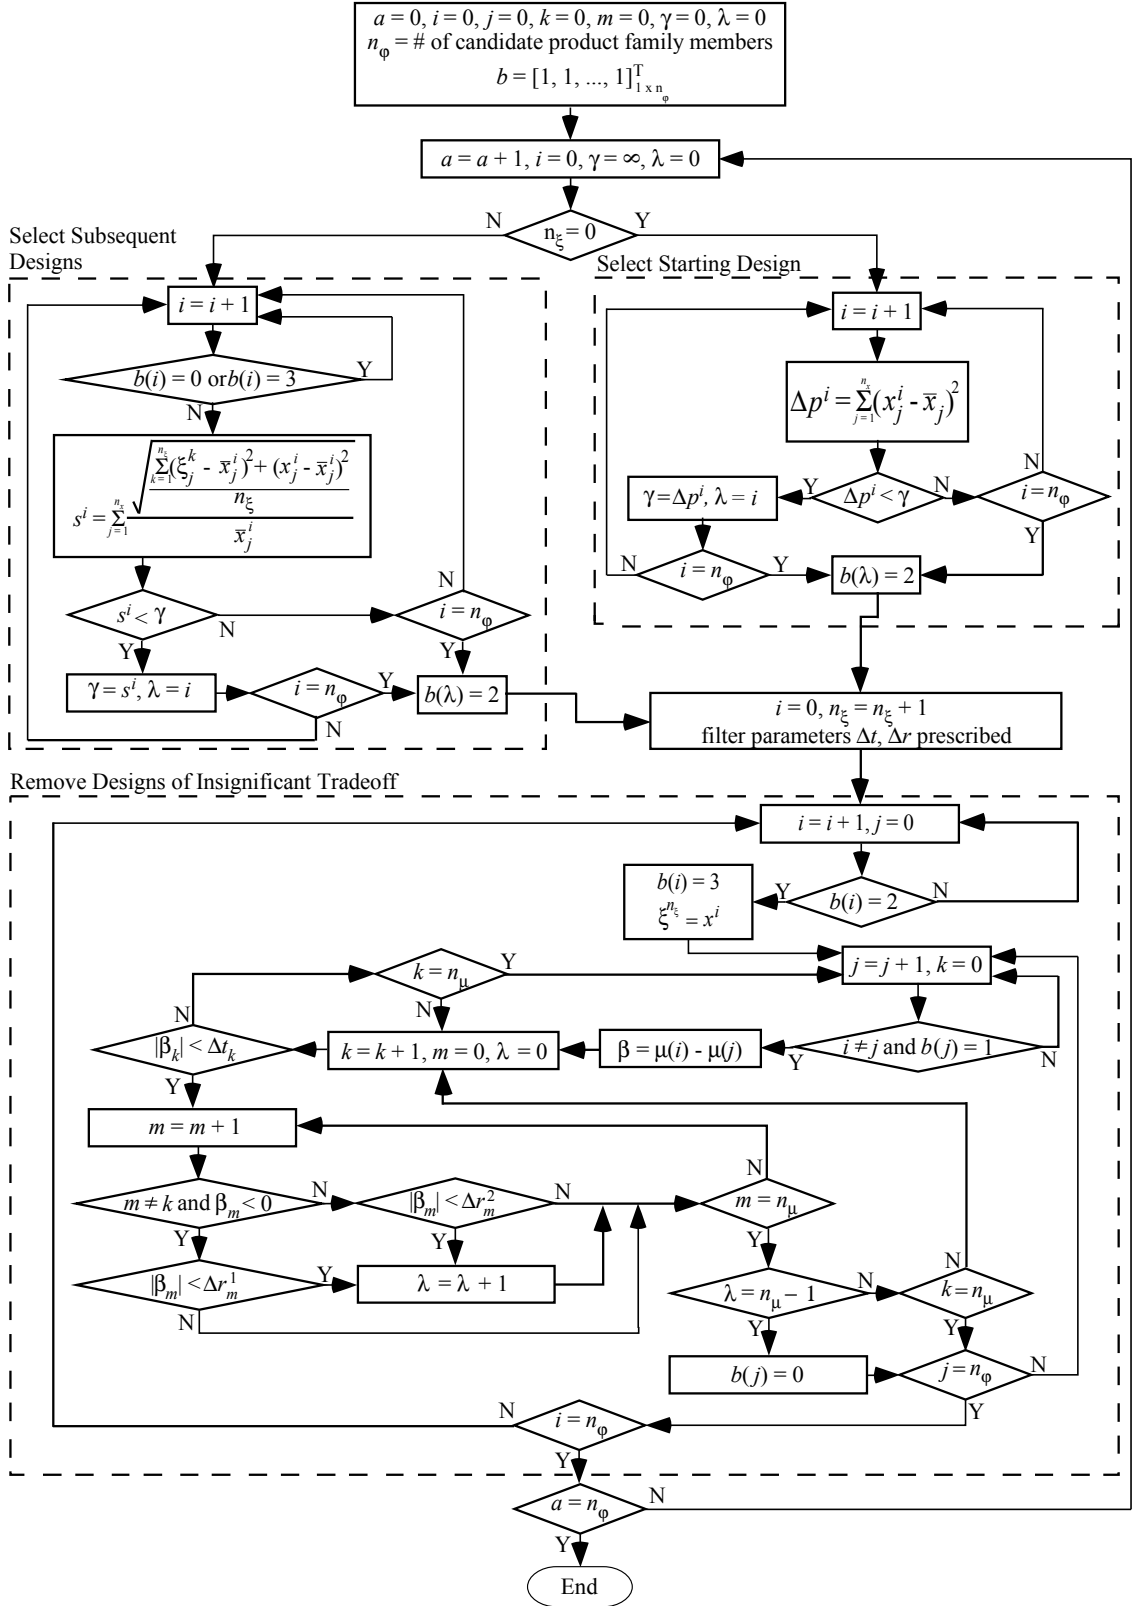 a = 0, i = 0, j = 0, k = 0, m = 0, γ = 0, λ = 0
n_φ = # of candidate product family members
b = [1, 1, ..., 1]^T_{1 x n_φ}
a = a + 1, i = 0, γ = ∞, λ = 0
N
Y
n_ξ = 0
Select Subsequent
Designs
i = i + 1
b(i) = 0 or b(i) = 3
Y
N
s^i = Σ_{j=1}^{n_x} √((Σ_{k=1}^{n_ξ} (ξ_j^k - x̄_j^i)^2 + (x_j^i - x̄_j^i)^2) / n_ξ) / x̄_j^i
s^i < γ
N
Y
γ = s^i, λ = i
i = n_φ
Y
N
i = n_φ
N
Y
b(λ) = 2
Select Starting Design
i = i + 1
Δp^i = Σ_{j=1}^{n_x} (x_j^i - x̄_j)^2
Y
Δp^i < γ
N
N
i = n_φ
Y
γ = Δp^i, λ = i
N
i = n_φ
Y
b(λ) = 2
i = 0, n_ξ = n_ξ + 1
filter parameters Δt, Δr prescribed
Remove Designs of Insignificant Tradeoff
i = i + 1, j = 0
b(i) = 3
ξ^{n_ξ} = x^i
Y
b(i) = 2
N
k = n_μ
Y
N
j = j + 1, k = 0
N
|β_k| < Δt_k
Y
k = k + 1, m = 0, λ = 0
β = μ(i) - μ(j)
Y
i ≠ j and b(j) = 1
N
m = m + 1
m ≠ k and β_m < 0
N
Y
|β_m| < Δr_m^2
N
Y
N
m = n_μ
Y
|β_m| < Δr_m^1
Y
N
λ = λ + 1
λ = n_μ - 1
N
Y
N
k = n_μ
Y
b(j) = 0
j = n_φ
N
Y
N
i = n_φ
Y
a = n_φ
N
Y
End